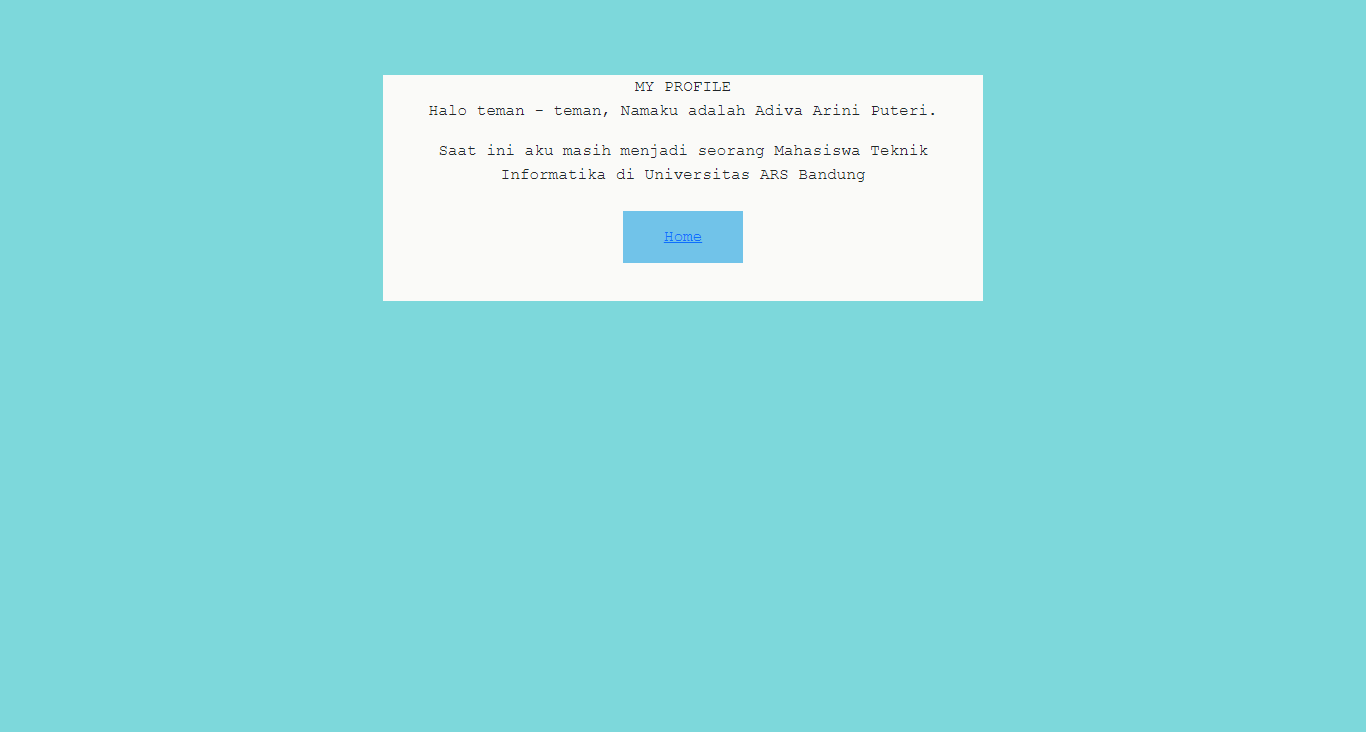 MY PROFILE
Halo teman - teman, Namaku adalah Adiva Arini Puteri.
Saat ini aku masih menjadi seorang Mahasiswa Teknik
Informatika di Universitas ARS Bandung
Home